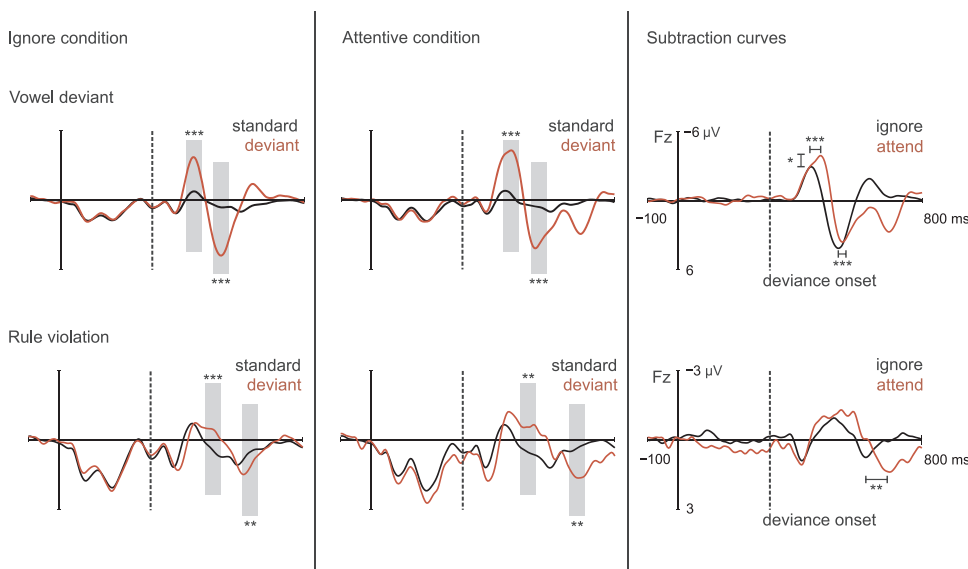 Ignore condition
Attentive condition
Subtraction curves
Vowel deviant
standard
deviant
***
***
standard
deviant
***
***
Fz
−6 µV
ignore
attend
***
*
−100
800 ms
***
6
deviance onset
Rule violation
standard
deviant
***
**
standard
deviant
**
**
Fz
−3 µV
ignore
attend
−100
800 ms
**
3
deviance onset